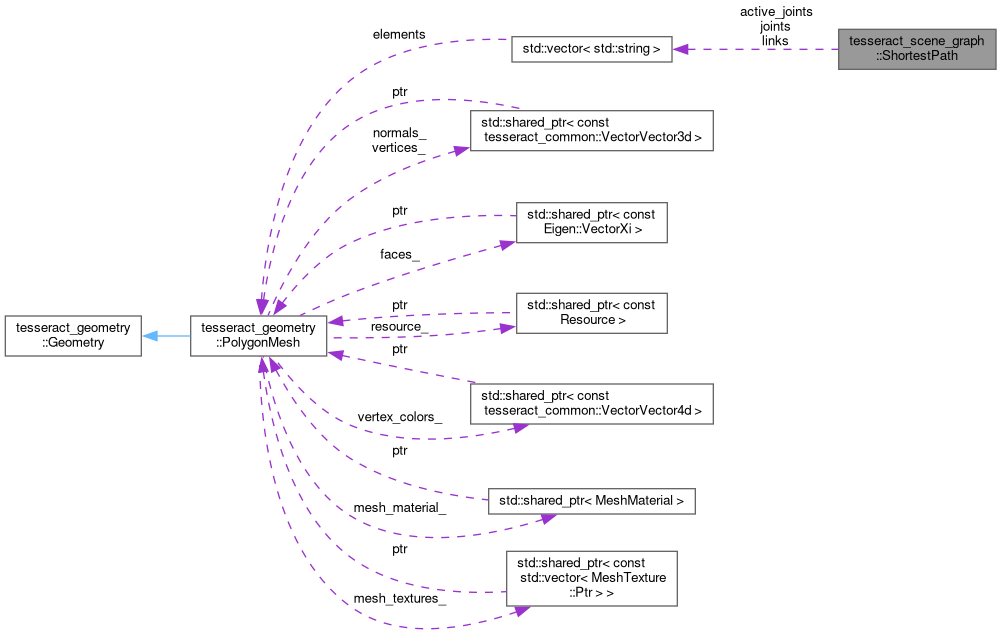 active_joints
joints
links
tesseract_scene_graph
::ShortestPath
elements
std::vector< std::string >
ptr
std::shared_ptr< const
tesseract_common::VectorVector3d >
normals_
vertices_
ptr
std::shared_ptr< const
Eigen::VectorXi >
faces_
ptr
std::shared_ptr< const
Resource >
resource_
tesseract_geometry
::Geometry
tesseract_geometry
::PolygonMesh
ptr
std::shared_ptr< const
tesseract_common::VectorVector4d >
vertex_colors_
ptr
std::shared_ptr< MeshMaterial >
mesh_material_
ptr
std::shared_ptr< const
std::vector< MeshTexture
::Ptr > >
mesh_textures_